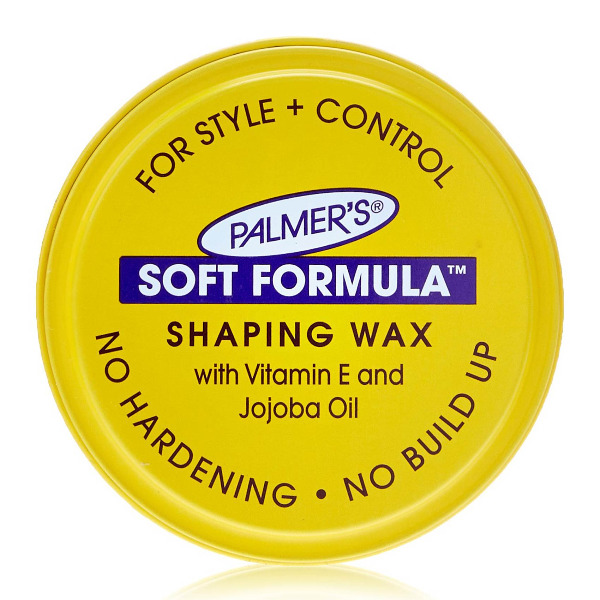 FOR STYLE + CONTROL
PALMER'S®
SOFT FORMULA™
SHAPING WAX
with Vitamin E and
Jojoba Oil
NO HARDENING • NO BUILD UP